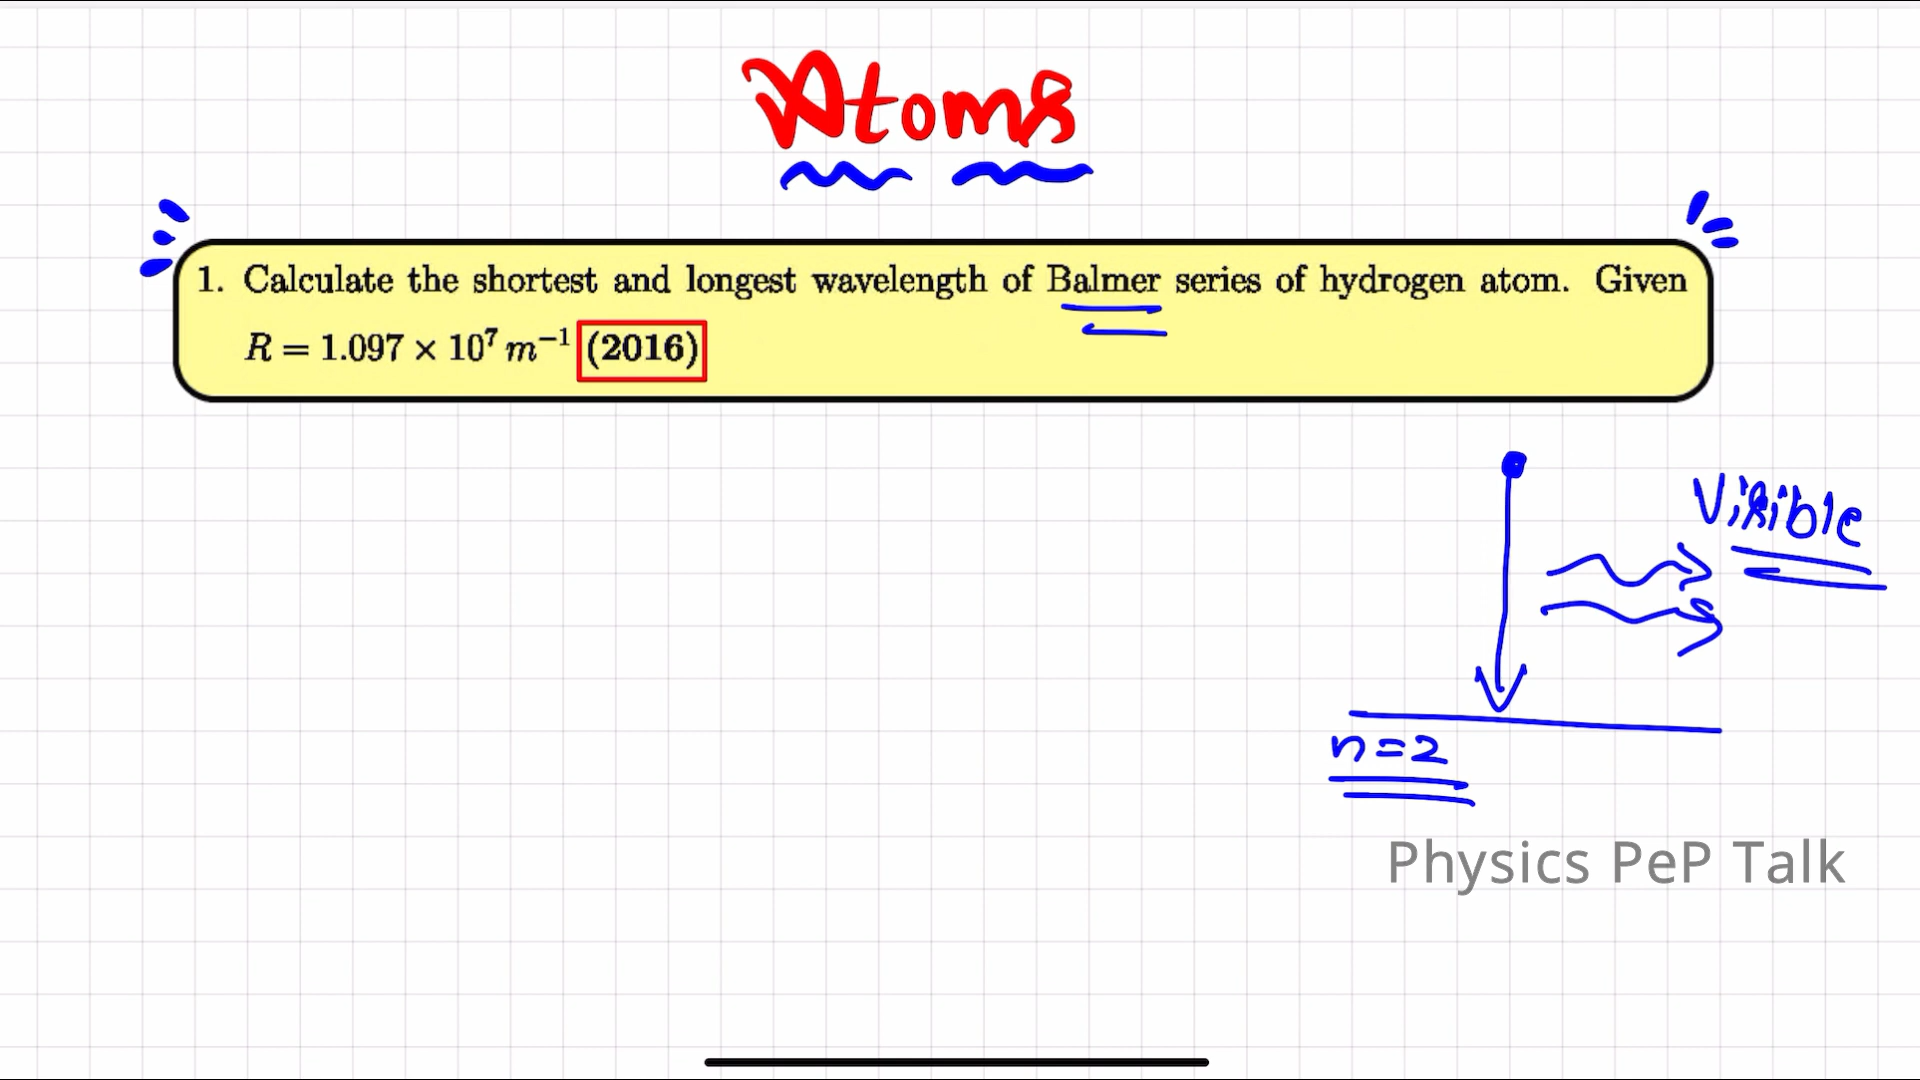 Atoms
1. Calculate the shortest and longest wavelength of Balmer series of hydrogen atom. Given
R = 1.097 × 10⁷ m⁻¹ (2016)
Visible
n=2
Physics PeP Talk